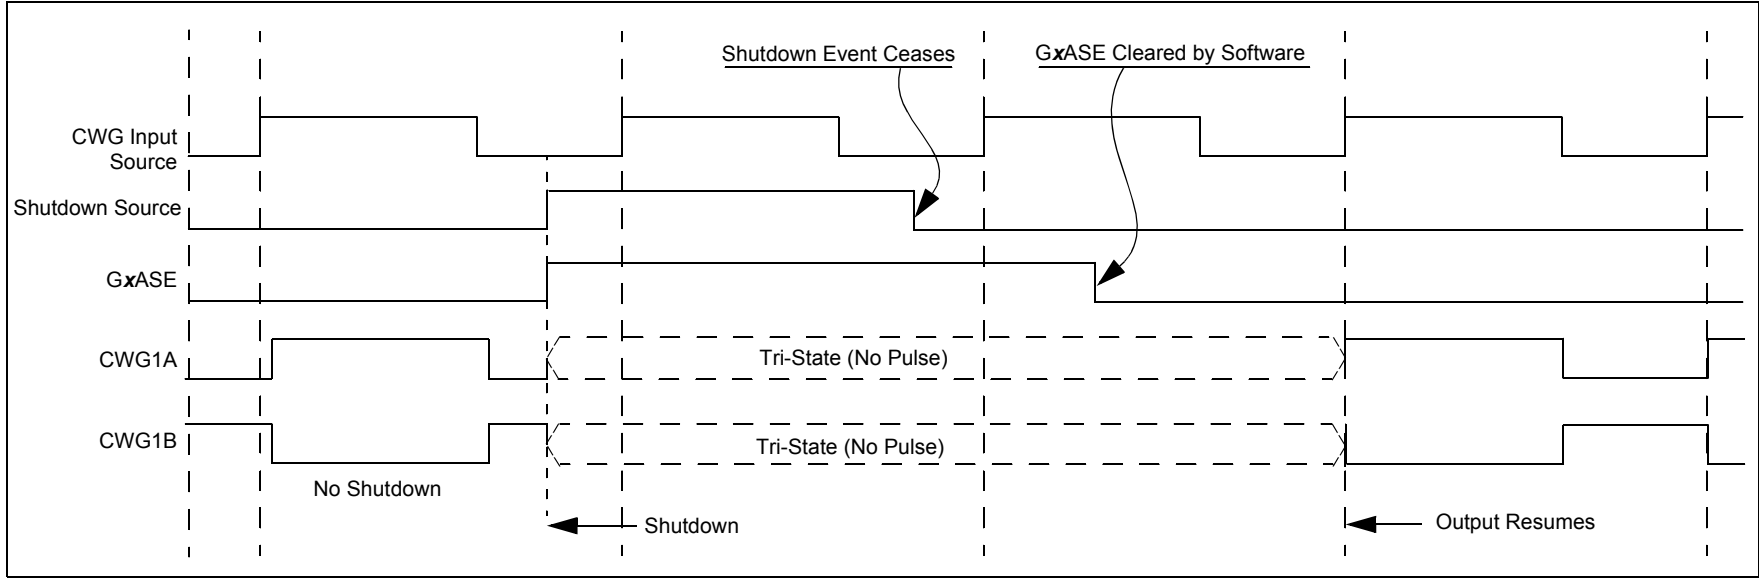 Shutdown Event Ceases
GxASE Cleared by Software
CWG Input
Source
Shutdown Source
GxASE
CWG1A
Tri-State (No Pulse)
CWG1B
Tri-State (No Pulse)
No Shutdown
Shutdown
Output Resumes